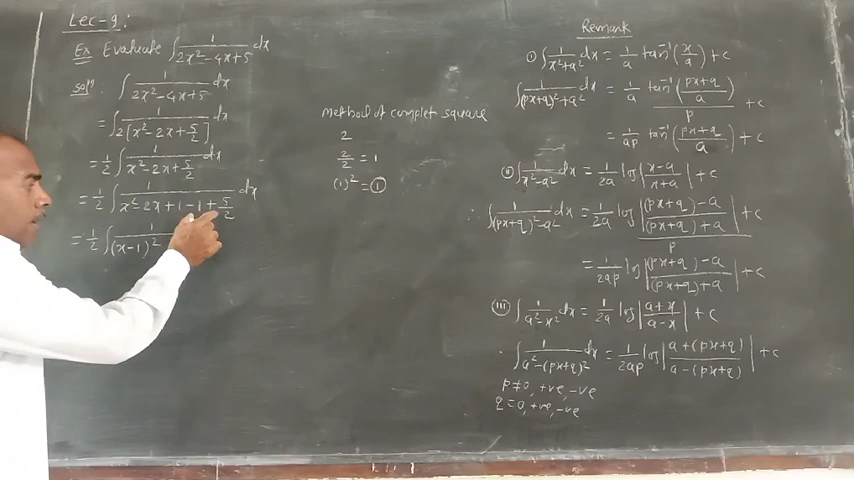 Lec-9:
Ex Evaluate ∫ 1/(2x²-4x+5) dx
solⁿ. ∫ 1/(2x²-4x+5) dx
= ∫ 1/(2[x²-2x+5/2]) dx
= 1/2 ∫ 1/(x²-2x+5/2) dx
= 1/2 ∫ 1/(x²-2x+1-1+5/2) dx
= 1/2 ∫ 1/((x-1)²
method of complet square
2
2/2 = 1
(1)² = 1
Remark
(i) ∫ 1/(x²+a²) dx = 1/a tan⁻¹(x/a) + c
∫ 1/((px+q)²+a²) dx = 1/a tan⁻¹((px+q)/a)/p + c
= 1/ap tan⁻¹((px+q)/a) + c
(ii) ∫ 1/(x²-a²) dx = 1/2a log|(x-a)/(x+a)| + c
∴ ∫ 1/((px+q)²-a²) dx = 1/2a log|((px+q)-a)/((px+q)+a)|/p + c
= 1/2ap log|((px+q)-a)/((px+q)+a)| + c
(iii) ∫ 1/(a²-x²) dx = 1/2a log|(a+x)/(a-x)| + c
∫ 1/(a²-(px+q)²) dx = 1/2ap log|(a+(px+q))/(a-(px+q))| + c
p≠0, +ve, -ve
q=0, +ve, -ve